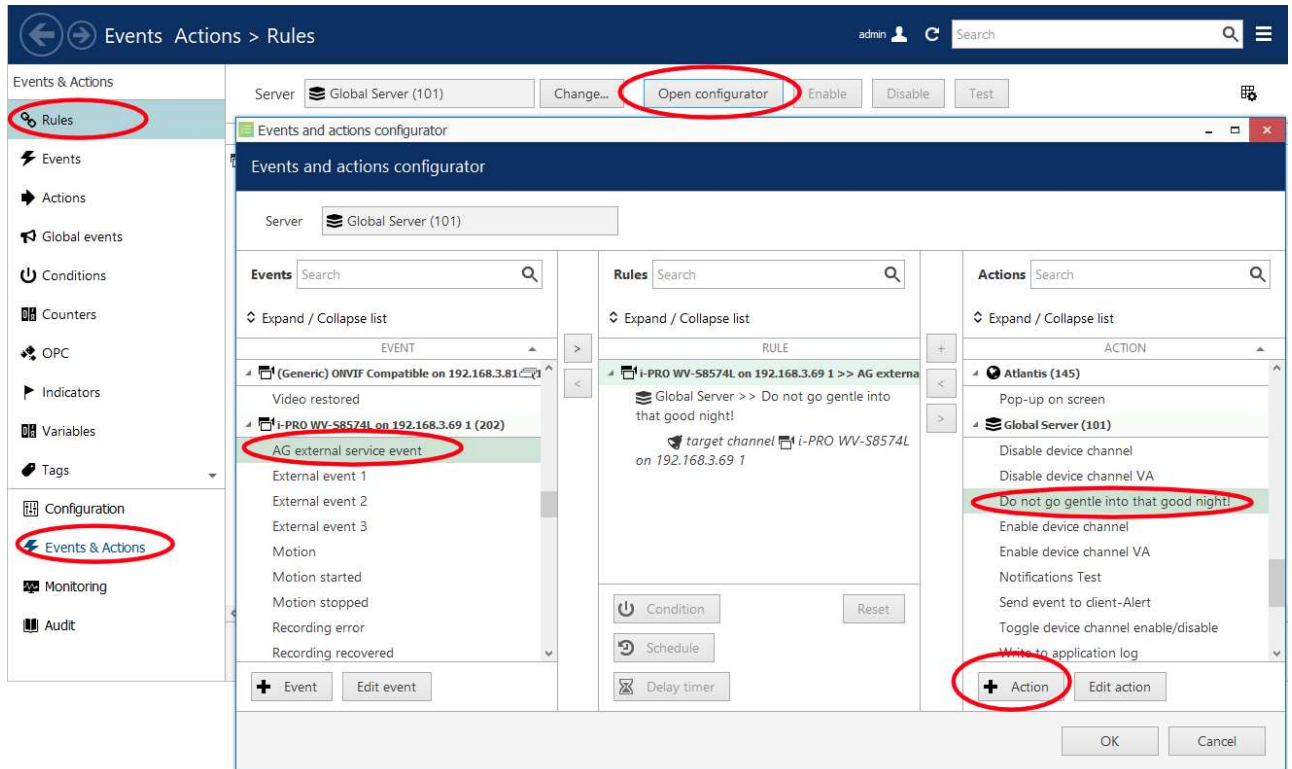 Events Actions > Rules
admin
Search
Events & Actions
Server Global Server (101) Change... Open configurator Enable Disable Test
Rules
Events
Actions
Global events
Conditions
Counters
OPC
Indicators
Variables
Tags
Configuration
Events & Actions
Monitoring
Audit
Events and actions configurator
Events and actions configurator
Server Global Server (101)
Events Search
Expand / Collapse list
EVENT
(Generic) ONVIF Compatible on 192.168.3.81
Video restored
i-PRO WV-S8574L on 192.168.3.69 1 (202)
AG external service event
External event 1
External event 2
External event 3
Motion
Motion started
Motion stopped
Recording error
Recording recovered
+ Event Edit event
>
<
Rules Search
Expand / Collapse list
RULE
i-PRO WV-S8574L on 192.168.3.69 1 >> AG externa
Global Server >> Do not go gentle into
that good night!
target channel i-PRO WV-S8574L
on 192.168.3.69 1
Condition Reset
Schedule
Delay timer
+
<
>
Actions Search
Expand / Collapse list
ACTION
Atlantis (145)
Pop-up on screen
Global Server (101)
Disable device channel
Disable device channel VA
Do not go gentle into that good night!
Enable device channel
Enable device channel VA
Notifications Test
Send event to client-Alert
Toggle device channel enable/disable
Write to application log
+ Action Edit action
OK Cancel